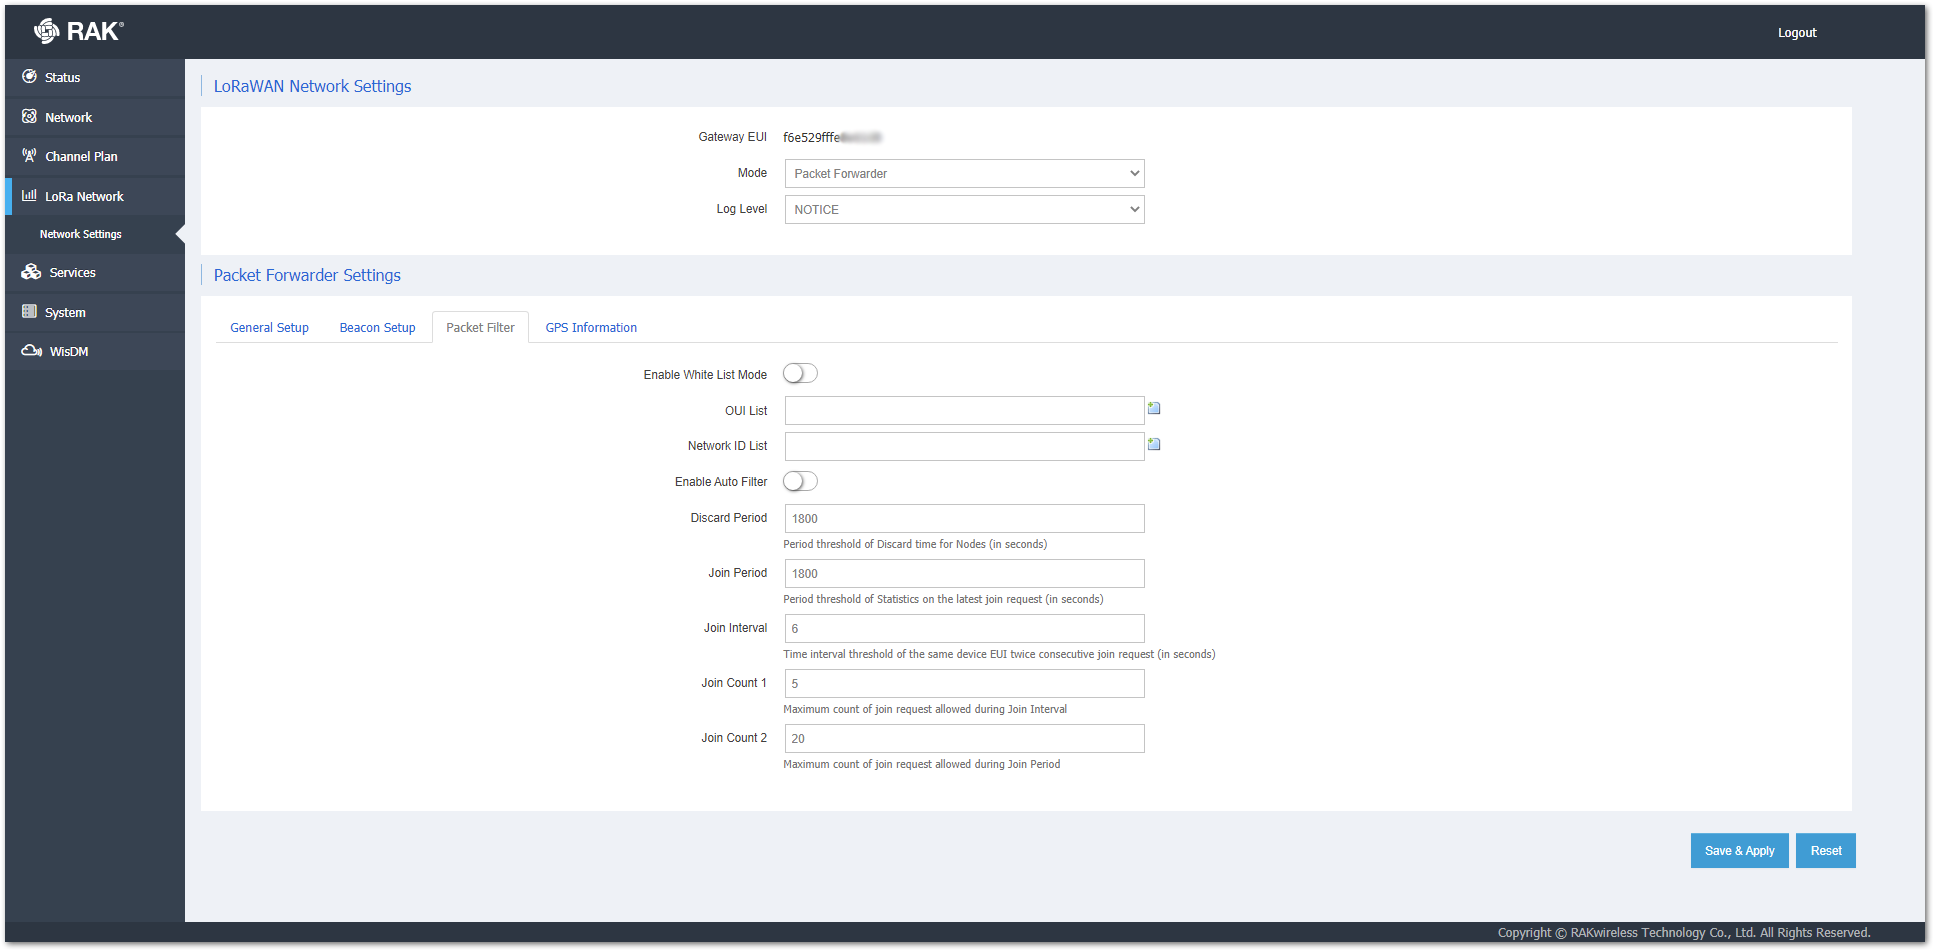 RAK®
Logout
Status
Network
Channel Plan
LoRa Network
Network Settings
Services
System
WisDM
LoRaWAN Network Settings
Gateway EUI f6e529fffe
Mode Packet Forwarder
Log Level NOTICE
Packet Forwarder Settings
General Setup Beacon Setup Packet Filter GPS Information
Enable White List Mode
OUI List
Network ID List
Enable Auto Filter
Discard Period 1800
Period threshold of Discard time for Nodes (in seconds)
Join Period 1800
Period threshold of Statistics on the latest join request (in seconds)
Join Interval 6
Time interval threshold of the same device EUI twice consecutive join request (in seconds)
Join Count 1 5
Maximum count of join request allowed during Join Interval
Join Count 2 20
Maximum count of join request allowed during Join Period
Save & Apply Reset
Copyright © RAKwireless Technology Co., Ltd. All Rights Reserved.